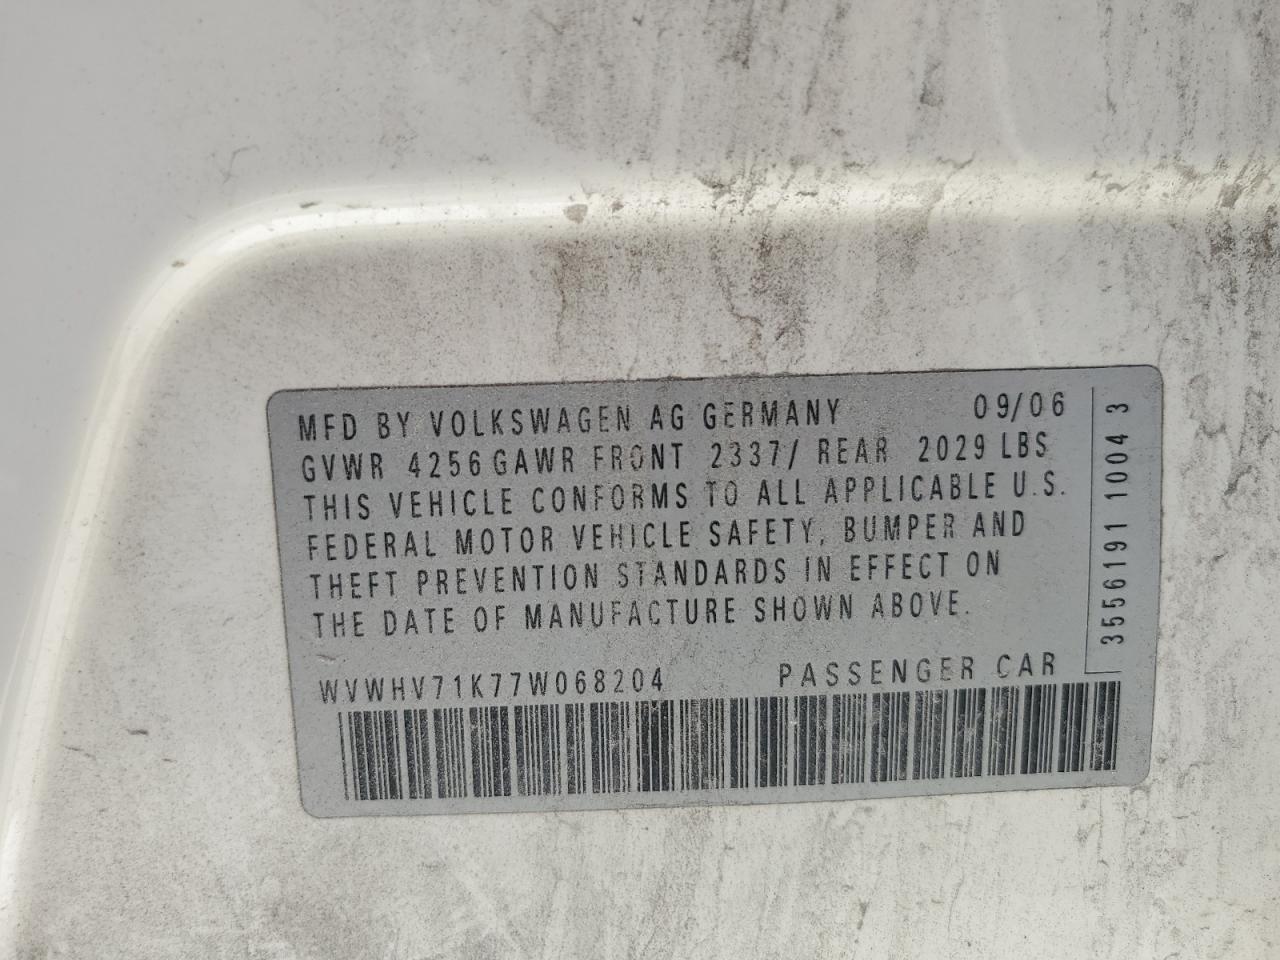 MFD BY VOLKSWAGEN AG GERMANY 09/06
GVWR 4256 GAWR FRONT 2337/ REAR 2029 LBS
THIS VEHICLE CONFORMS TO ALL APPLICABLE U.S.
FEDERAL MOTOR VEHICLE SAFETY, BUMPER AND
THEFT PREVENTION STANDARDS IN EFFECT ON
THE DATE OF MANUFACTURE SHOWN ABOVE.
WVWHV71K77W068204 PASSENGER CAR
3556191 1004 3